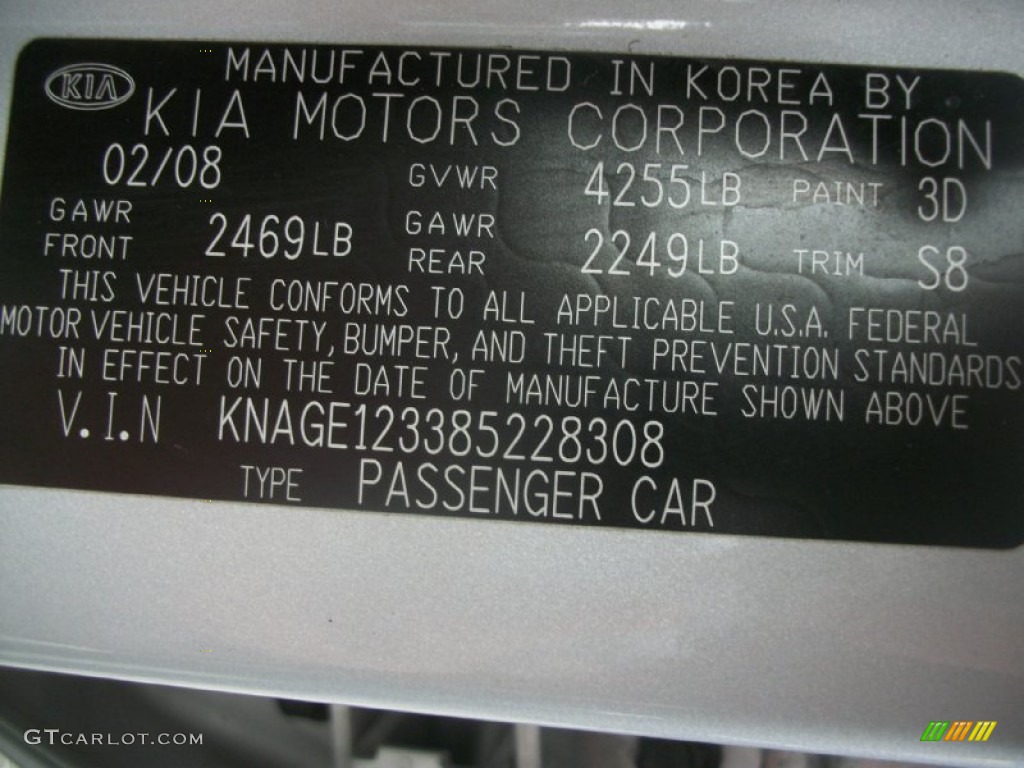 KIA MANUFACTURED IN KOREA BY
KIA MOTORS CORPORATION
02/08 GVWR 4255LB PAINT 3D
GAWR FRONT 2469LB GAWR REAR 2249LB TRIM S8
THIS VEHICLE CONFORMS TO ALL APPLICABLE U.S.A. FEDERAL
MOTOR VEHICLE SAFETY, BUMPER, AND THEFT PREVENTION STANDARDS
IN EFFECT ON THE DATE OF MANUFACTURE SHOWN ABOVE
V.I.N KNAGE123385228308
TYPE PASSENGER CAR
GTCARLOT.COM